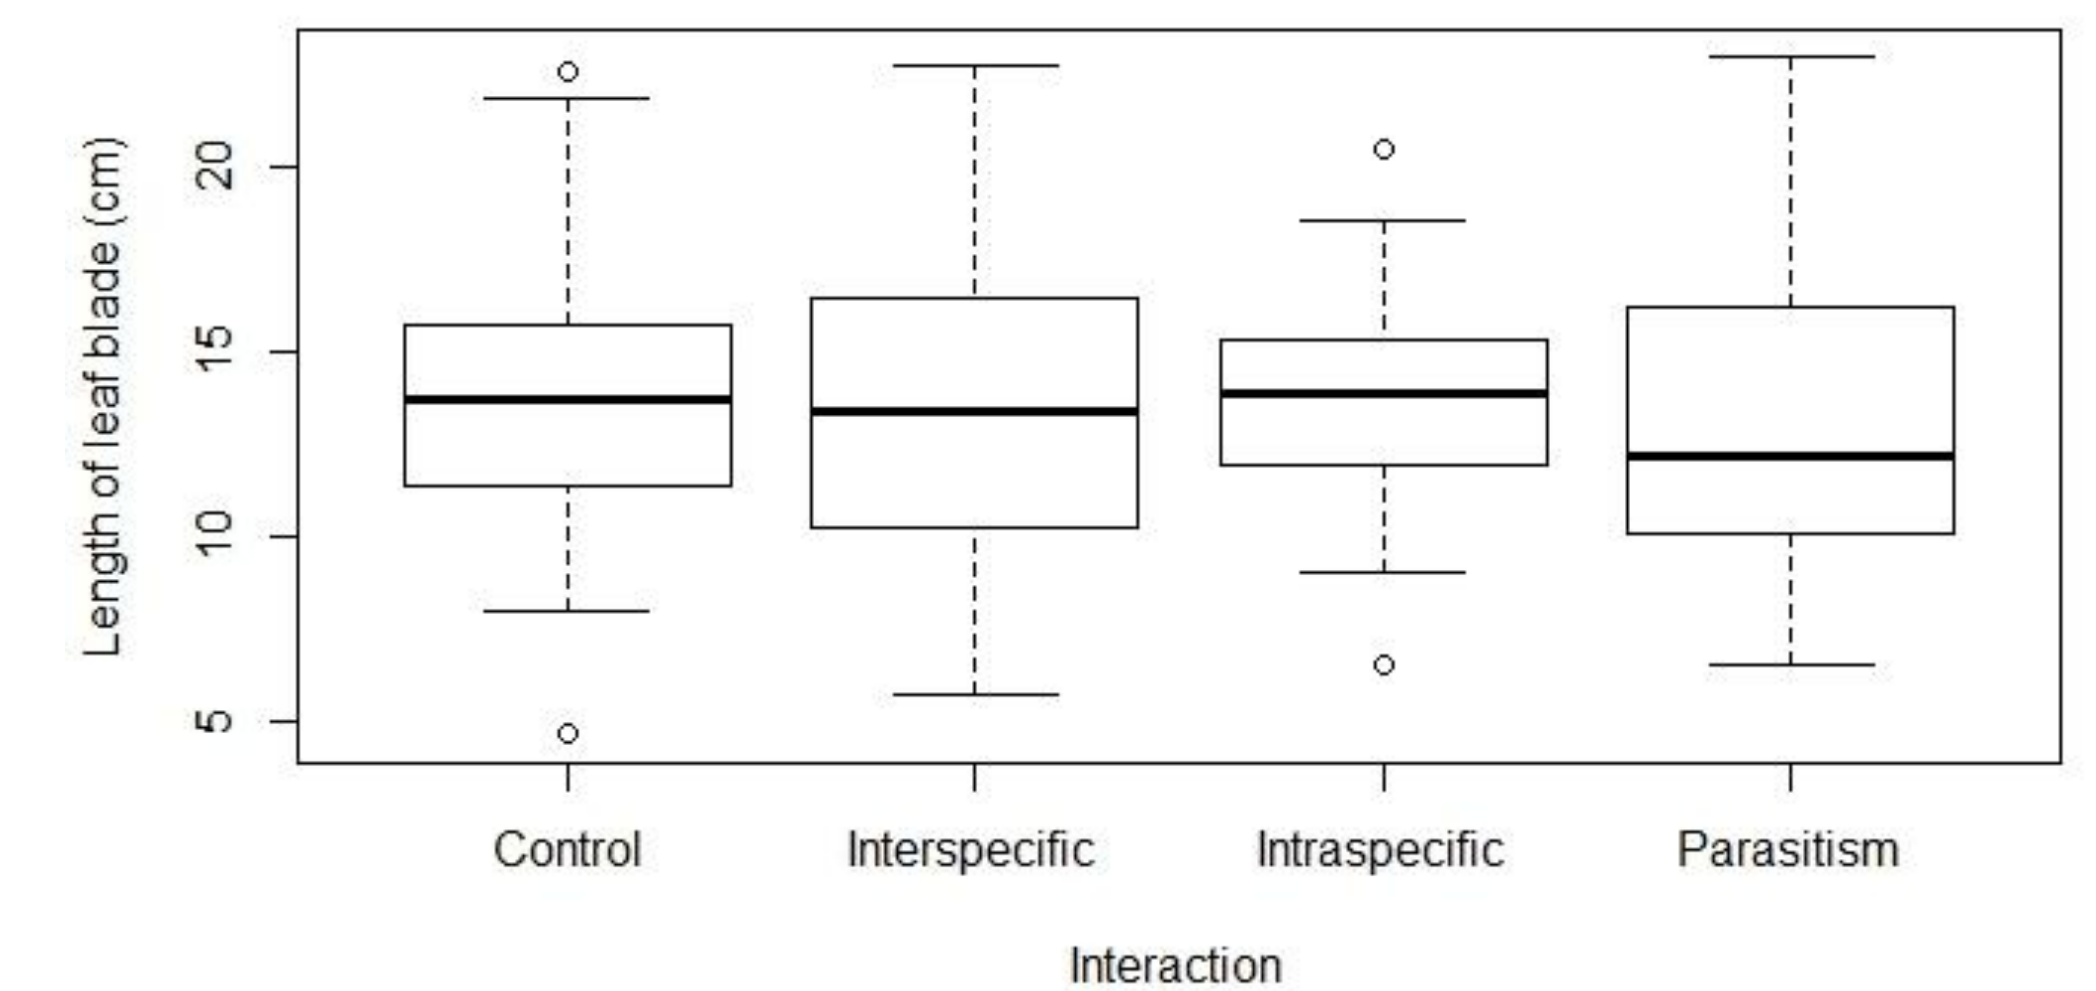 Length of leaf blade (cm)
20
15
10
5
Control Interspecific Intraspecific Parasitism
Interaction